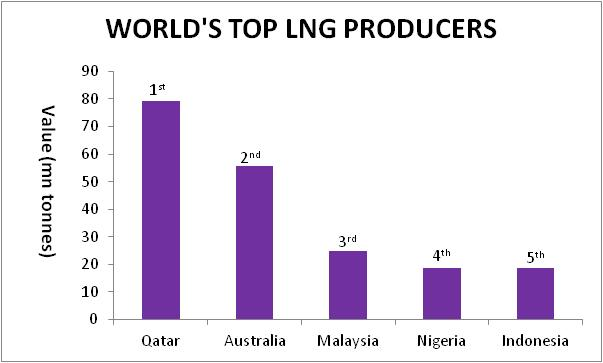 WORLD'S TOP LNG PRODUCERS
Value (mn tonnes)
90
80
70
60
50
40
30
20
10
0
1st
2nd
3rd
4th
5th
Qatar Australia Malaysia Nigeria Indonesia